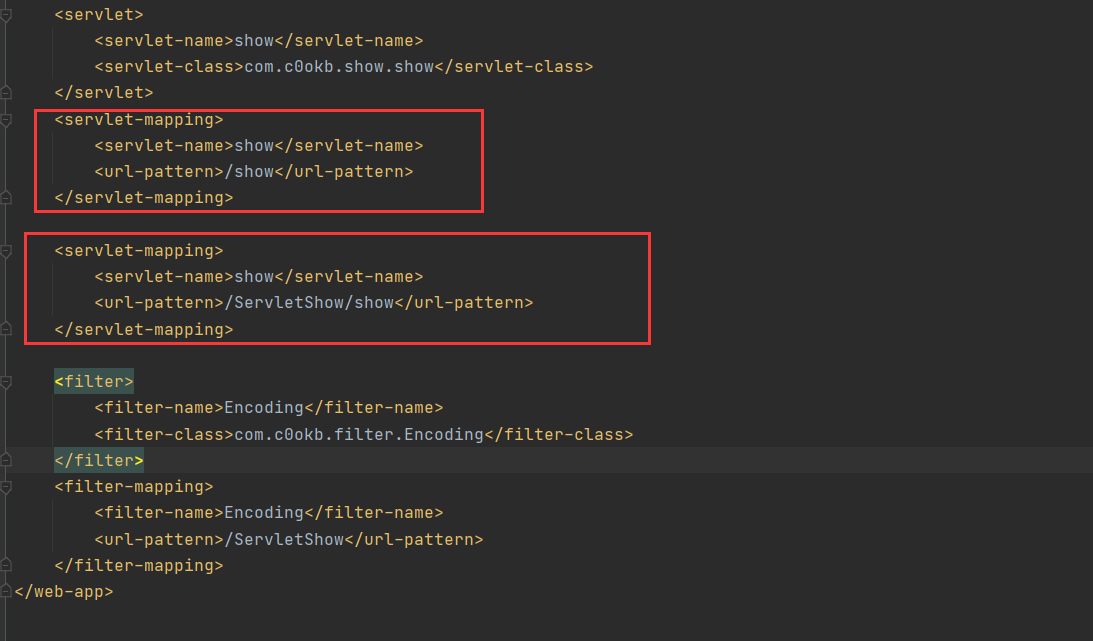 <servlet>
<servlet-name>show</servlet-name>
<servlet-class>com.c0okb.show.show</servlet-class>
</servlet>
<servlet-mapping>
<servlet-name>show</servlet-name>
<url-pattern>/show</url-pattern>
</servlet-mapping>
<servlet-mapping>
<servlet-name>show</servlet-name>
<url-pattern>/ServletShow/show</url-pattern>
</servlet-mapping>
<filter>
<filter-name>Encoding</filter-name>
<filter-class>com.c0okb.filter.Encoding</filter-class>
</filter>
<filter-mapping>
<filter-name>Encoding</filter-name>
<url-pattern>/ServletShow</url-pattern>
</filter-mapping>
</web-app>